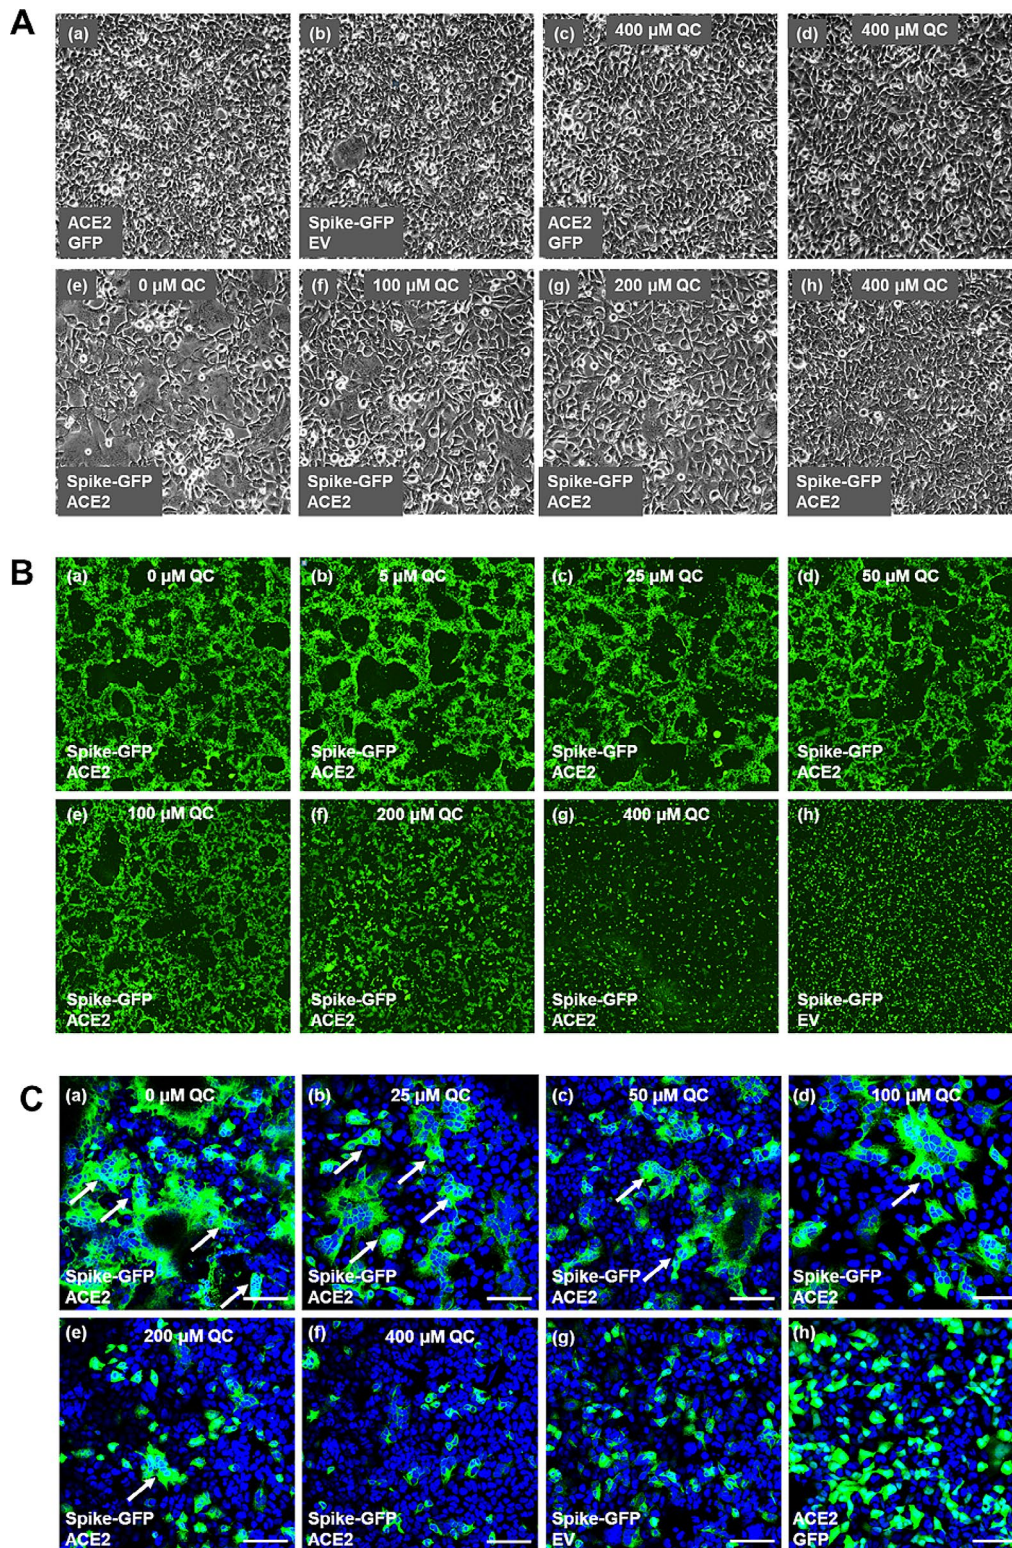 A
(a)
(b)
(c) 400 µM QC
(d) 400 µM QC
ACE2
GFP
Spike-GFP
EV
ACE2
GFP
(e) 0 µM QC
(f) 100 µM QC
(g) 200 µM QC
(h) 400 µM QC
Spike-GFP
ACE2
Spike-GFP
ACE2
Spike-GFP
ACE2
Spike-GFP
ACE2
B
(a) 0 µM QC
(b) 5 µM QC
(c) 25 µM QC
(d) 50 µM QC
Spike-GFP
ACE2
Spike-GFP
ACE2
Spike-GFP
ACE2
Spike-GFP
ACE2
(e) 100 µM QC
(f) 200 µM QC
(g) 400 µM QC
(h)
Spike-GFP
ACE2
Spike-GFP
ACE2
Spike-GFP
ACE2
Spike-GFP
EV
C
(a) 0 µM QC
(b) 25 µM QC
(c) 50 µM QC
(d) 100 µM QC
Spike-GFP
ACE2
Spike-GFP
ACE2
Spike-GFP
ACE2
Spike-GFP
ACE2
(e) 200 µM QC
(f) 400 µM QC
(g)
(h)
Spike-GFP
ACE2
Spike-GFP
ACE2
Spike-GFP
EV
ACE2
GFP